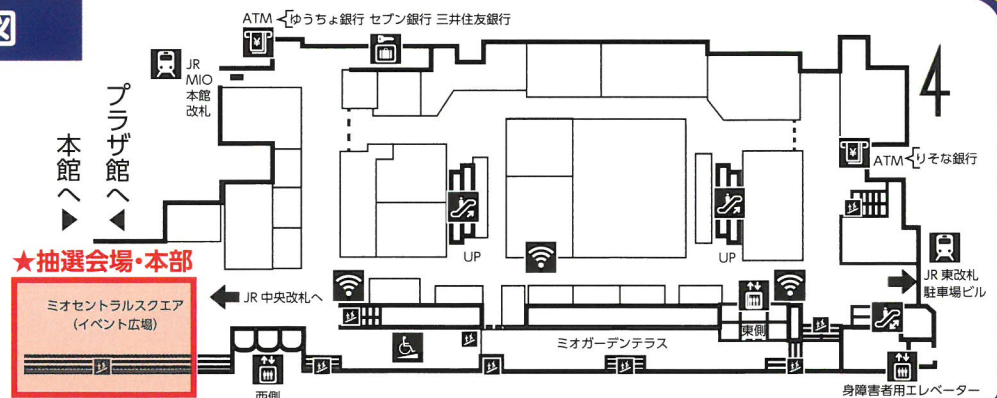 図
ATM
ゆうちょ銀行 セブン銀行 三井住友銀行
JR
MIO
本館
改札
4
プラザ館へ
本館へ
ATM
りそな銀行
UP
UP
★抽選会場・本部
JR 東改札
駐車場ビル
ミオセントラルスクエア
(イベント広場)
JR 中央改札へ
東側
ミオガーデンテラス
西側
身障害者用エレベーター